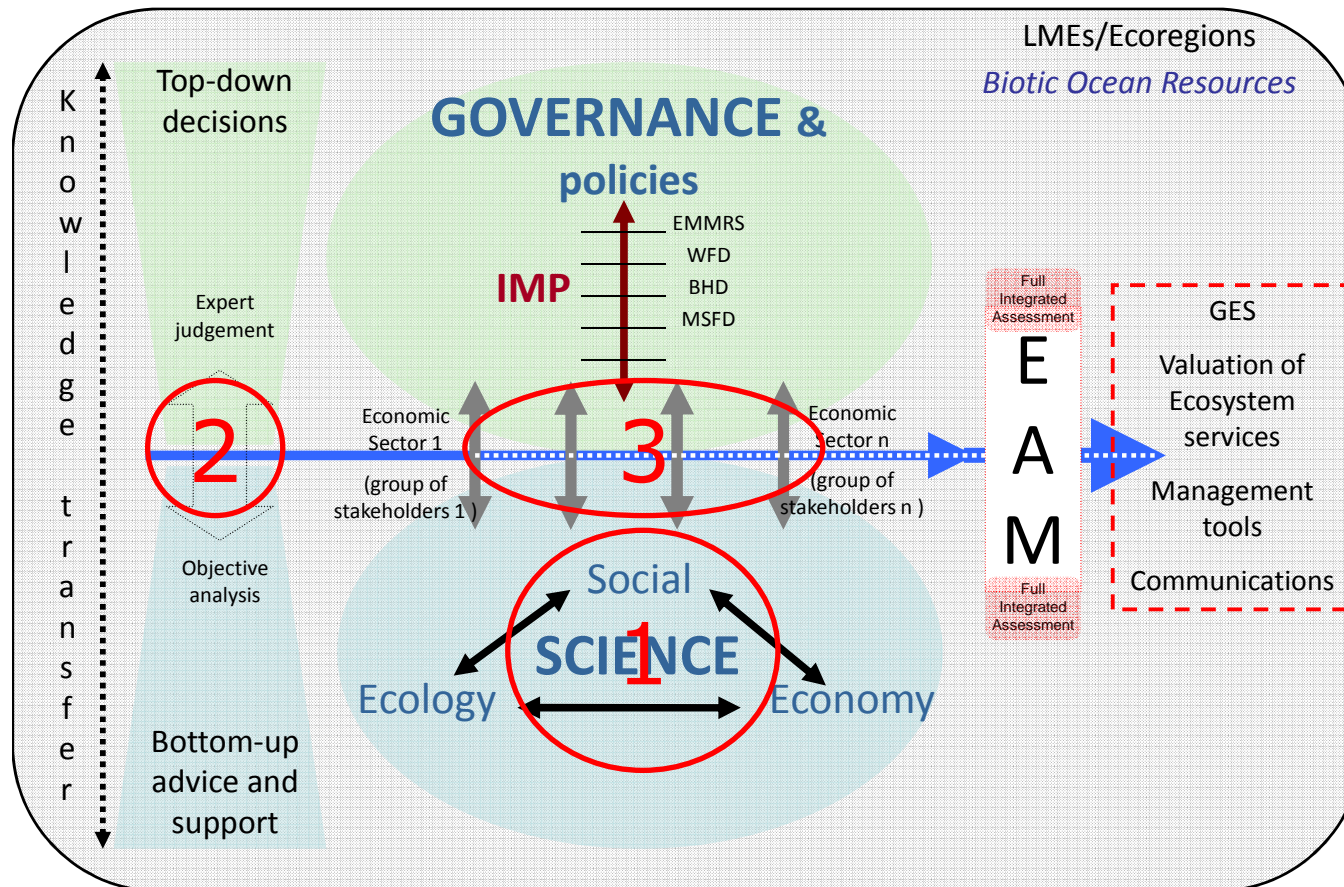 LMEs/Ecoregions
Biotic Ocean Resources
Knowledge transfer
Top-down
decisions
Expert
judgement
2
Objective
analysis
Bottom-up
advice and
support
GOVERNANCE &
policies
IMP
EMMRS
WFD
BHD
MSFD
Economic
Sector 1
(group of
stakeholders 1 )
3
Economic
Sector n
(group of
stakeholders n )
Social
SCIENCE
1
Ecology
Economy
Full
Integrated
Assessment
E
A
M
Full
Integrated
Assessment
GES
Valuation of
Ecosystem
services
Management
tools
Communications